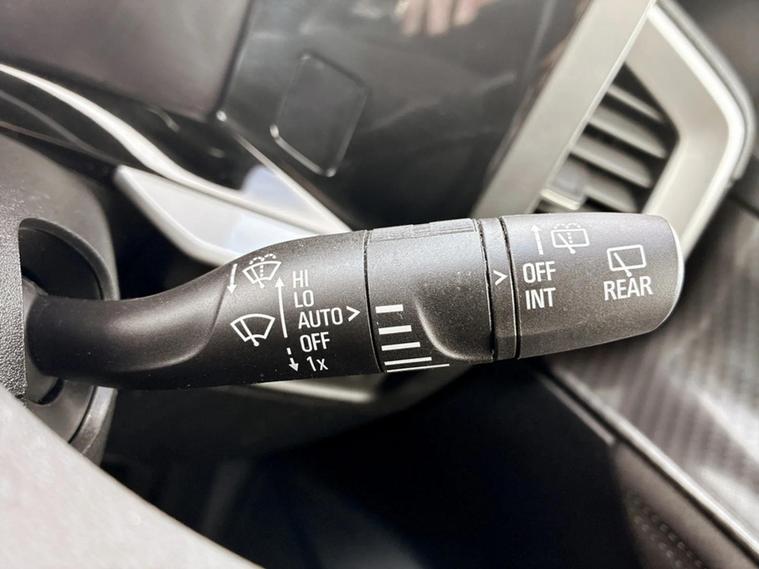 HI
LO
AUTO >
OFF
1x
>
OFF
INT
REAR